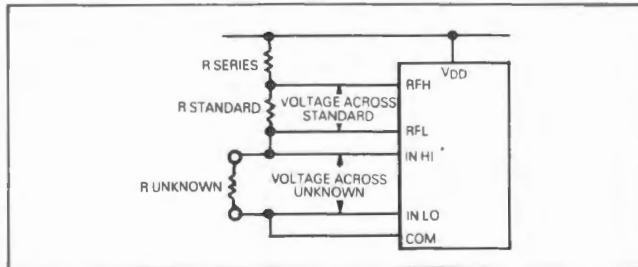 VDD
R SERIES
RFH
R STANDARD
VOLTAGE ACROSS
STANDARD
RFL
IN HI
R UNKNOWN
VOLTAGE ACROSS
UNKNOWN
IN LO
COM